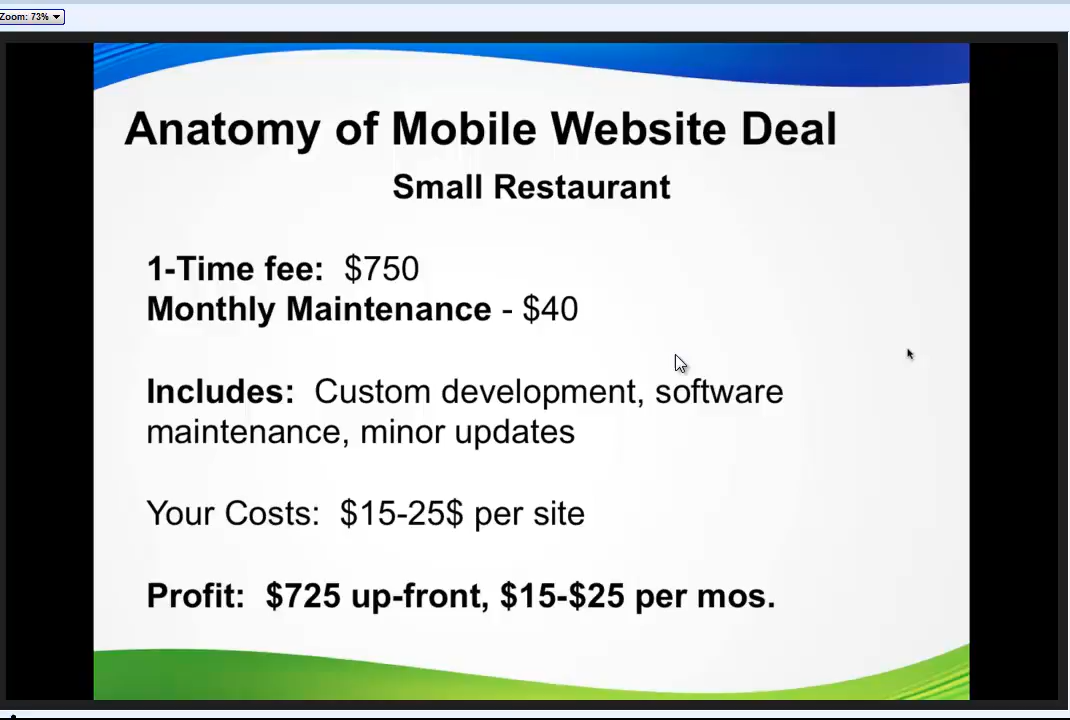 Zoom: 73%
Anatomy of Mobile Website Deal
Small Restaurant
1-Time fee: $750
Monthly Maintenance - $40
Includes: Custom development, software
maintenance, minor updates
Your Costs: $15-25$ per site
Profit: $725 up-front, $15-$25 per mos.